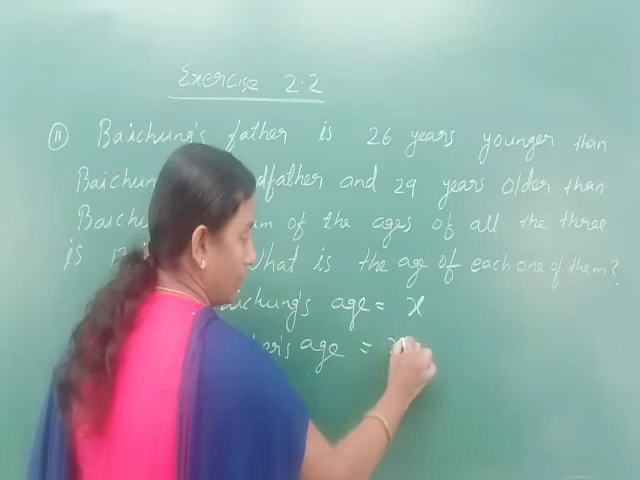 Exercise 2.2
11 Baichung's father is 26 years younger than
Baichun dfather and 29 years older than
Baichu um of the ages of all the three
is 1 What is the age of each one of them?
aichung's age = x
er's age =